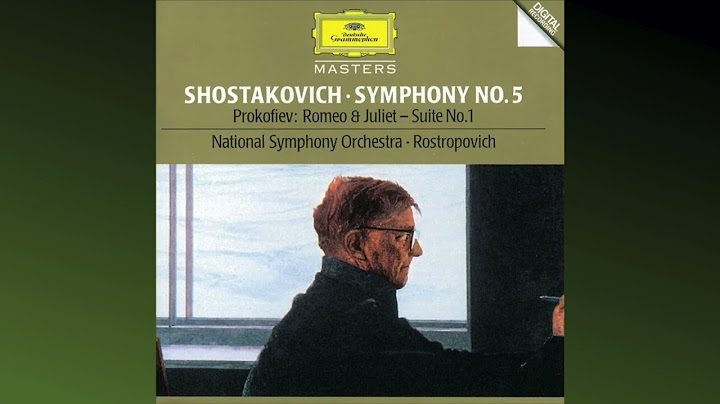 DIGITAL
RECORDING
Deutsche
Grammophon
MASTERS
SHOSTAKOVICH · SYMPHONY NO. 5
Prokofiev: Romeo & Juliet – Suite No.1
National Symphony Orchestra · Rostropovich